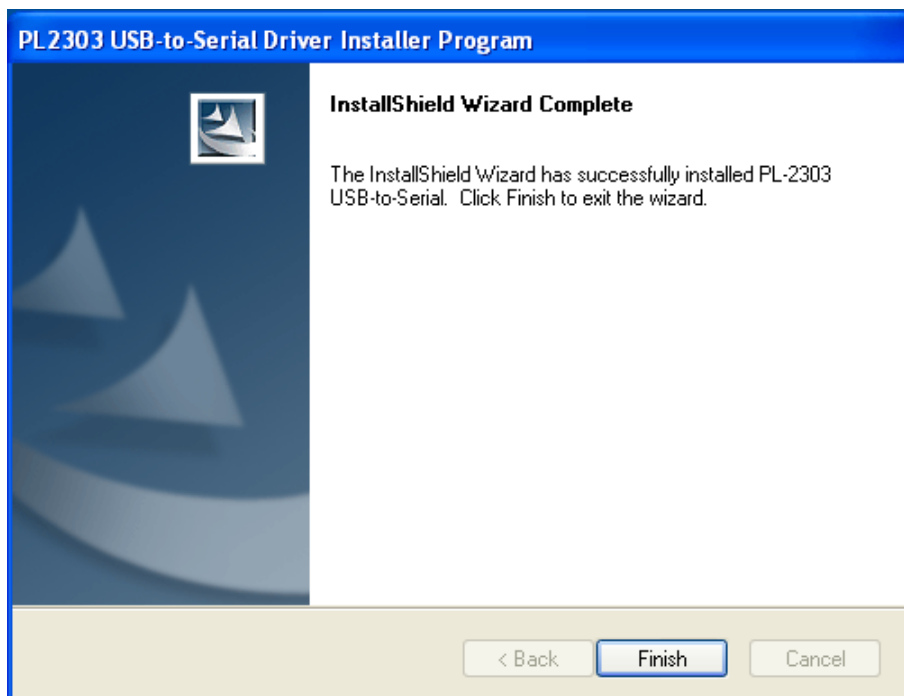 PL2303 USB-to-Serial Driver Installer Program
InstallShield Wizard Complete
The InstallShield Wizard has successfully installed PL-2303
USB-to-Serial.  Click Finish to exit the wizard.
< Back
Finish
Cancel